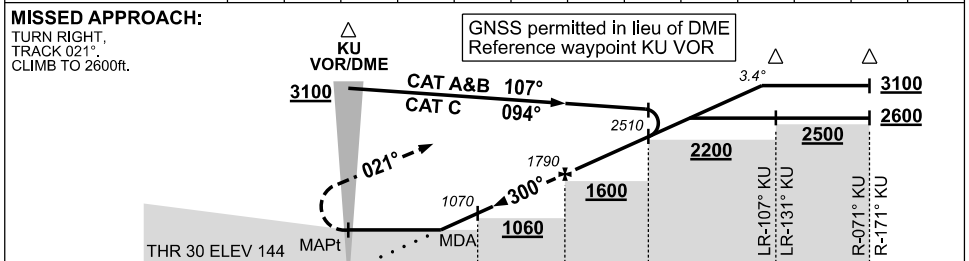 MISSED APPROACH:
TURN RIGHT,
TRACK 021°.
CLIMB TO 2600ft.
KU
VOR/DME
GNSS permitted in lieu of DME
Reference waypoint KU VOR
3100
CAT A&B 107°
CAT C 094°
3.4°
3100
2600
2510
2500
2200
021°
1790
300°
1600
1070
1060
LR-107° KU
LR-131° KU
R-071° KU
R-171° KU
THR 30 ELEV 144
MAPt
MDA